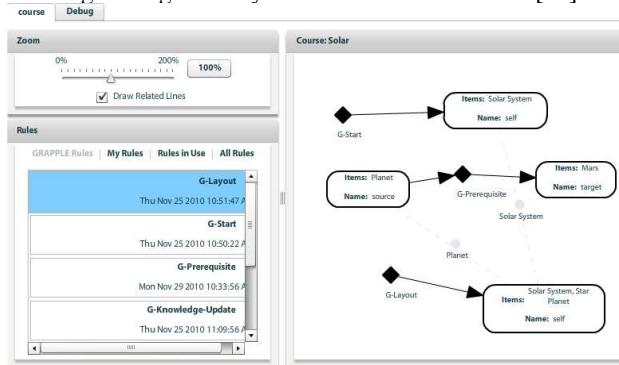 course Debug
Zoom
0% 200%
100%
Draw Related Lines
Rules
GRAPPLE Rules | My Rules | Rules in Use | All Rules
G-Layout
Thu Nov 25 2010 10:51:47 A
G-Start
Thu Nov 25 2010 10:50:22 A
G-Prerequisite
Mon Nov 29 2010 10:33:56 A
G-Knowledge-Update
Thu Nov 25 2010 11:09:56 A
Course: Solar
Items: Solar System
Name: self
G-Start
Items: Planet
Name: source
G-Prerequisite
Items: Mars
Name: target
Solar System
Planet
G-Layout
Items: Solar System, Star
Planet
Name: self